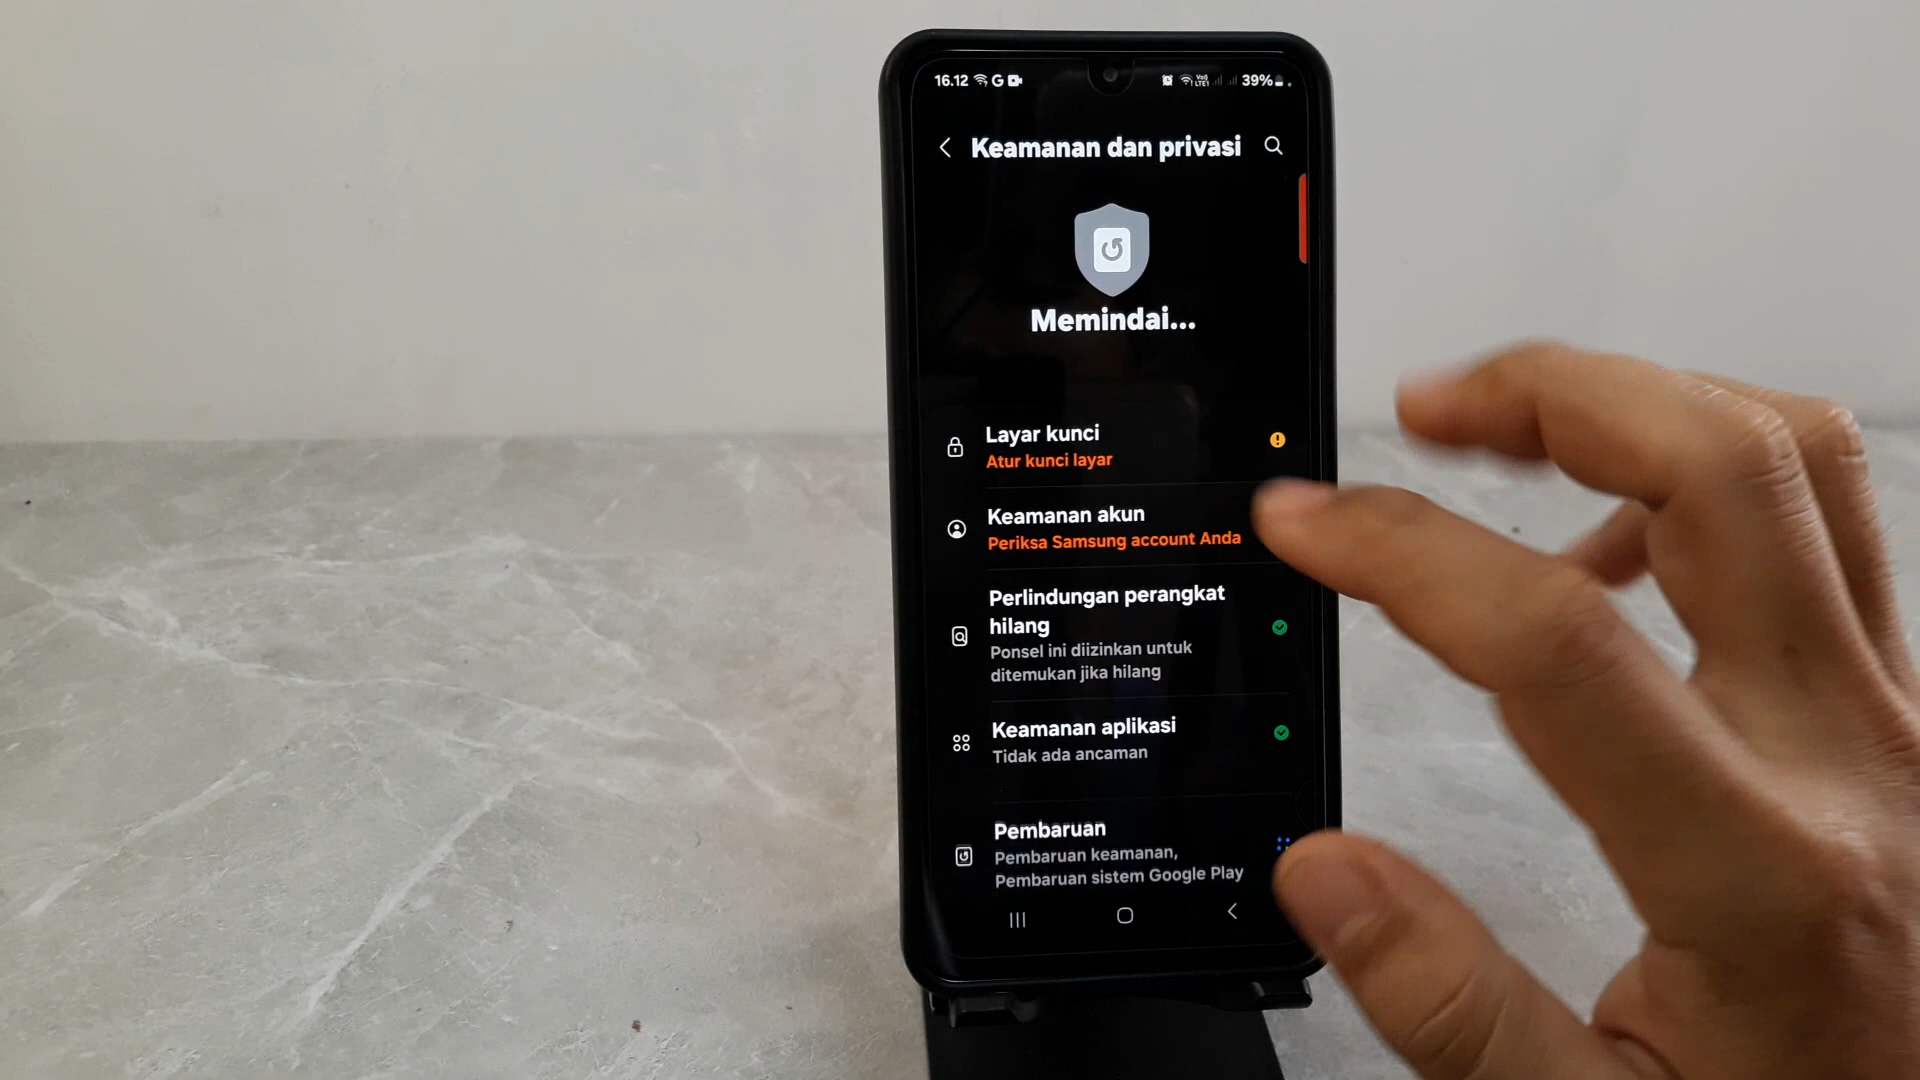 16.12 G 39%
Keamanan dan privasi
Memindai...
Layar kunci
Atur kunci layar
Keamanan akun
Periksa Samsung account Anda
Perlindungan perangkat
hilang
Ponsel ini diizinkan untuk
ditemukan jika hilang
Keamanan aplikasi
Tidak ada ancaman
Pembaruan
Pembaruan keamanan,
Pembaruan sistem Google Play